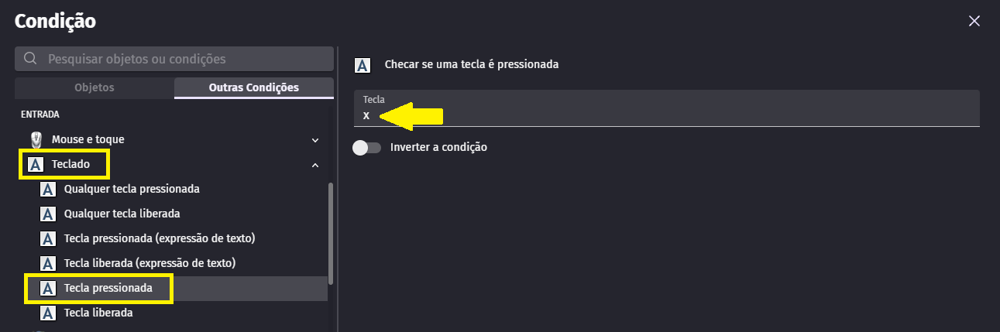 Condição
Pesquisar objetos ou condições
Objetos
Outras Condições
ENTRADA
Mouse e toque
A Teclado
A Qualquer tecla pressionada
A Qualquer tecla liberada
A Tecla pressionada (expressão de texto)
A Tecla liberada (expressão de texto)
A Tecla pressionada
A Tecla liberada
A Checar se uma tecla é pressionada
Tecla
x
Inverter a condição